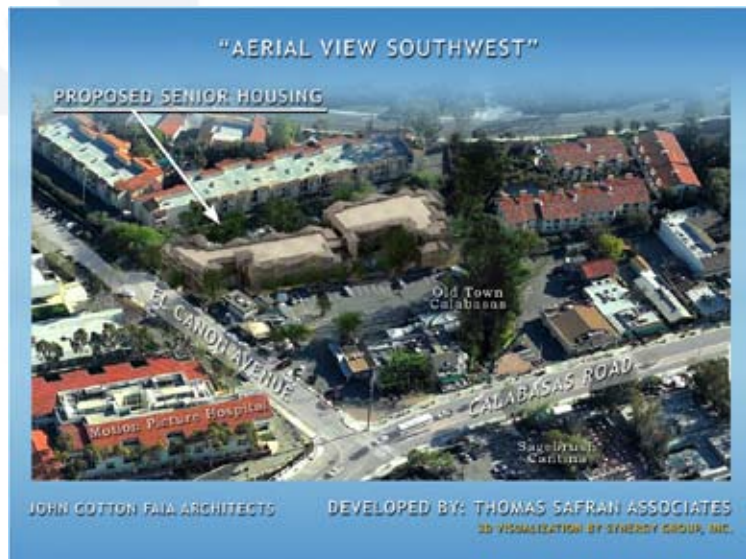 "AERIAL VIEW SOUTHWEST"
PROPOSED SENIOR HOUSING
Old Town
Calabasas
EL CANON AVENUE
CALABASAS ROAD
Motion Picture Hospital
Sagebrush
Cantina
JOHN COTTON FAIA ARCHITECTS
DEVELOPED BY: THOMAS SAFRAN ASSOCIATES
3D VISUALIZATION BY SYNERGY GROUP, INC.